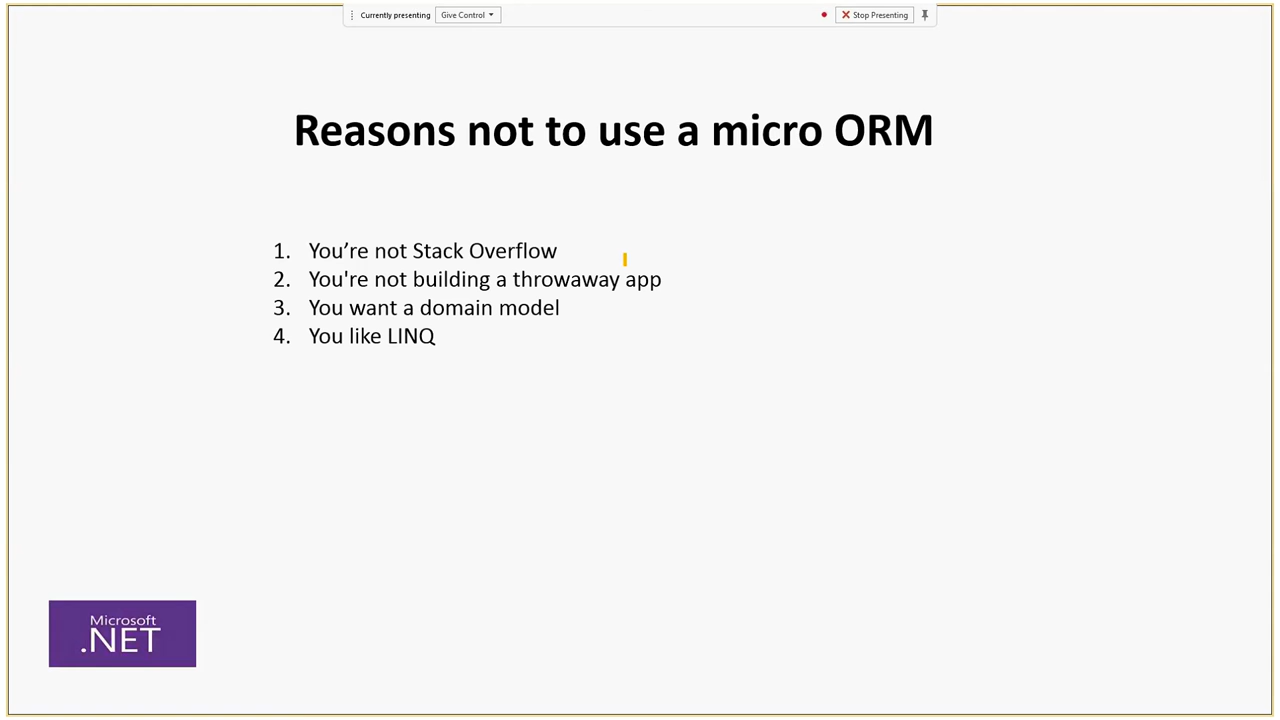 Currently presenting Give Control Stop Presenting
Reasons not to use a micro ORM
1. You’re not Stack Overflow
2. You're not building a throwaway app
3. You want a domain model
4. You like LINQ
Microsoft
.NET